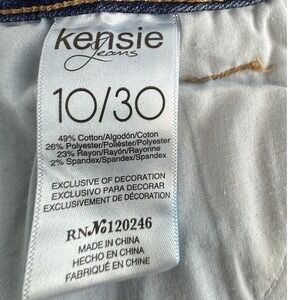 kensie
Jeans
10/30
49% Cotton/Algodón/Coton
26% Polyester/Poliéster/Polyester
23% Rayon/Rayón/Rayonne
2% Spandex/Spandex/Spandex
EXCLUSIVE OF DECORATION
EXCLUSIVO PARA DECORAR
EXCLUSIVEMENT DE DÉCORATION
RN№120246
MADE IN CHINA
HECHO EN CHINA
FABRIQUÉ EN CHINE